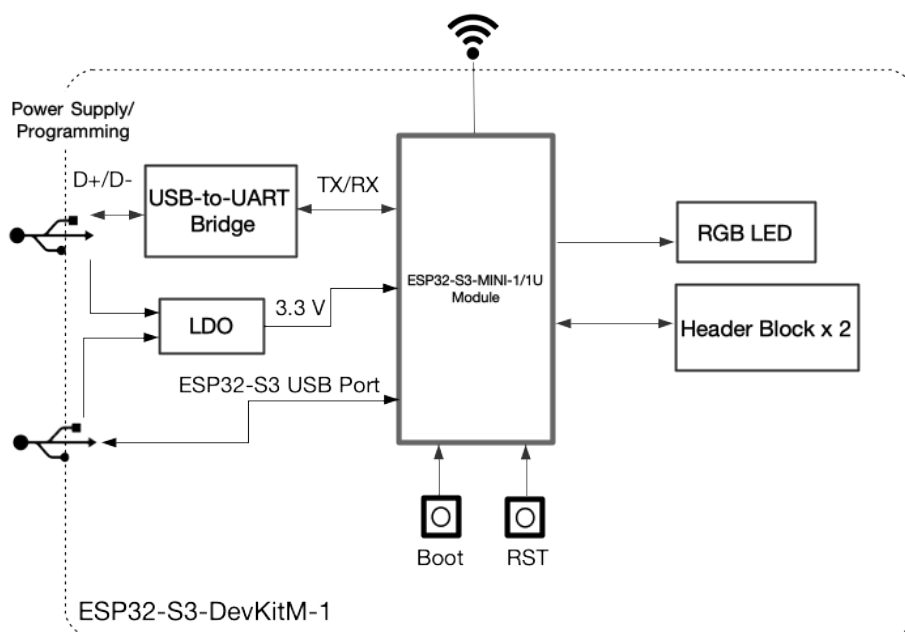 Power Supply/
Programming
D+/D-
USB-to-UART
Bridge
TX/RX
RGB LED
ESP32-S3-MINI-1/1U
Module
LDO
3.3 V
Header Block x 2
ESP32-S3 USB Port
Boot
RST
ESP32-S3-DevKitM-1